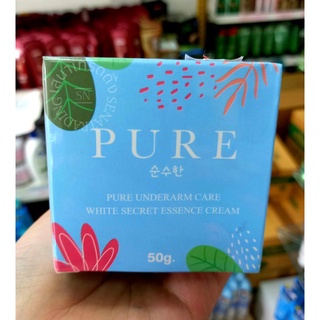 PURE
순수한
PURE UNDERARM CARE
WHITE SECRET ESSENCE CREAM
50g.